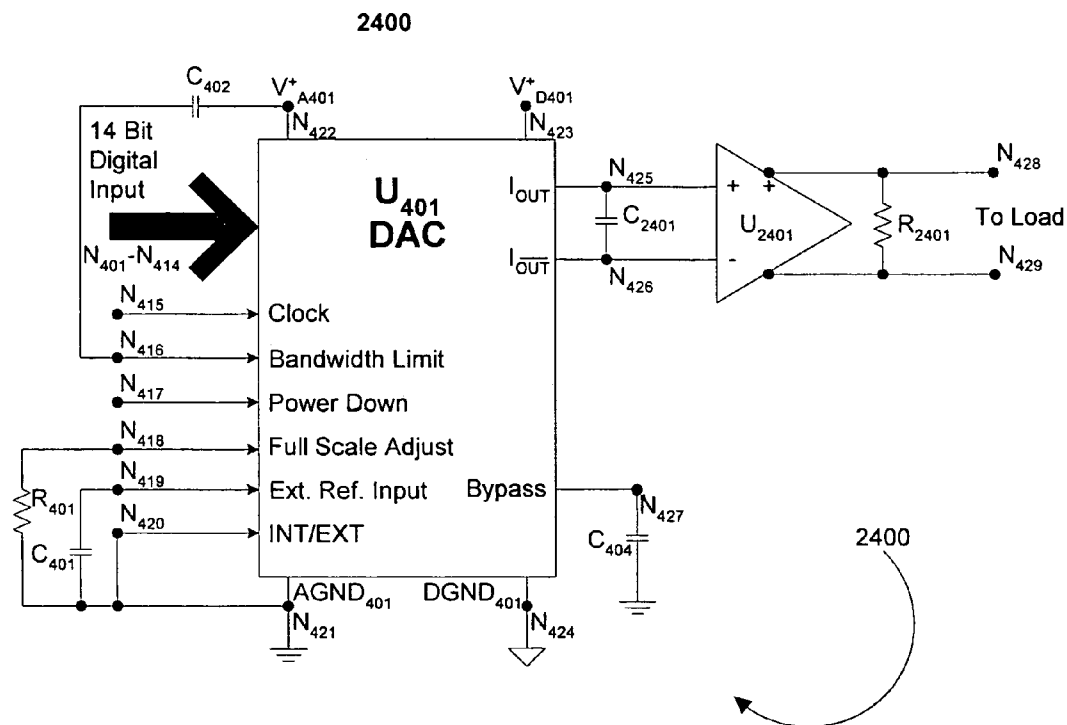 2400
C402
V+A401
V+D401
N422
N423
14 Bit
Digital
Input
N401-N414
U401
DAC
IOUT
IOUT
N425
C2401
N426
+
-
+
U2401
R2401
N428
To Load
N429
N415
Clock
N416
Bandwidth Limit
N417
Power Down
N418
Full Scale Adjust
N419
Ext. Ref. Input
Bypass
N427
R401
N420
INT/EXT
C401
C404
2400
AGND401
DGND401
N421
N424